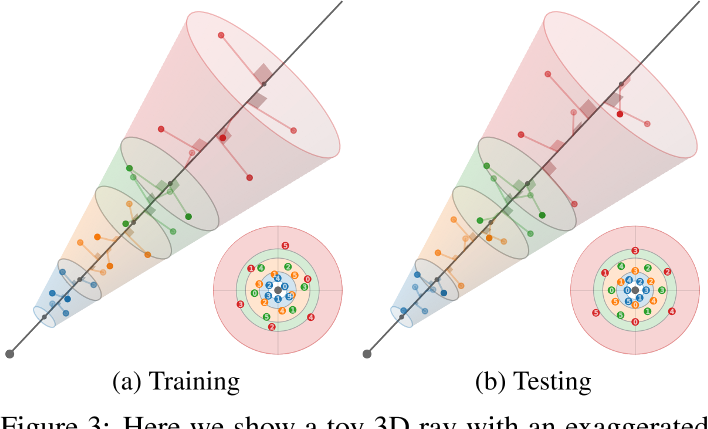 (a) Training
(b) Testing
Figure 3: Here we show a toy 3D ray with an exaggerated